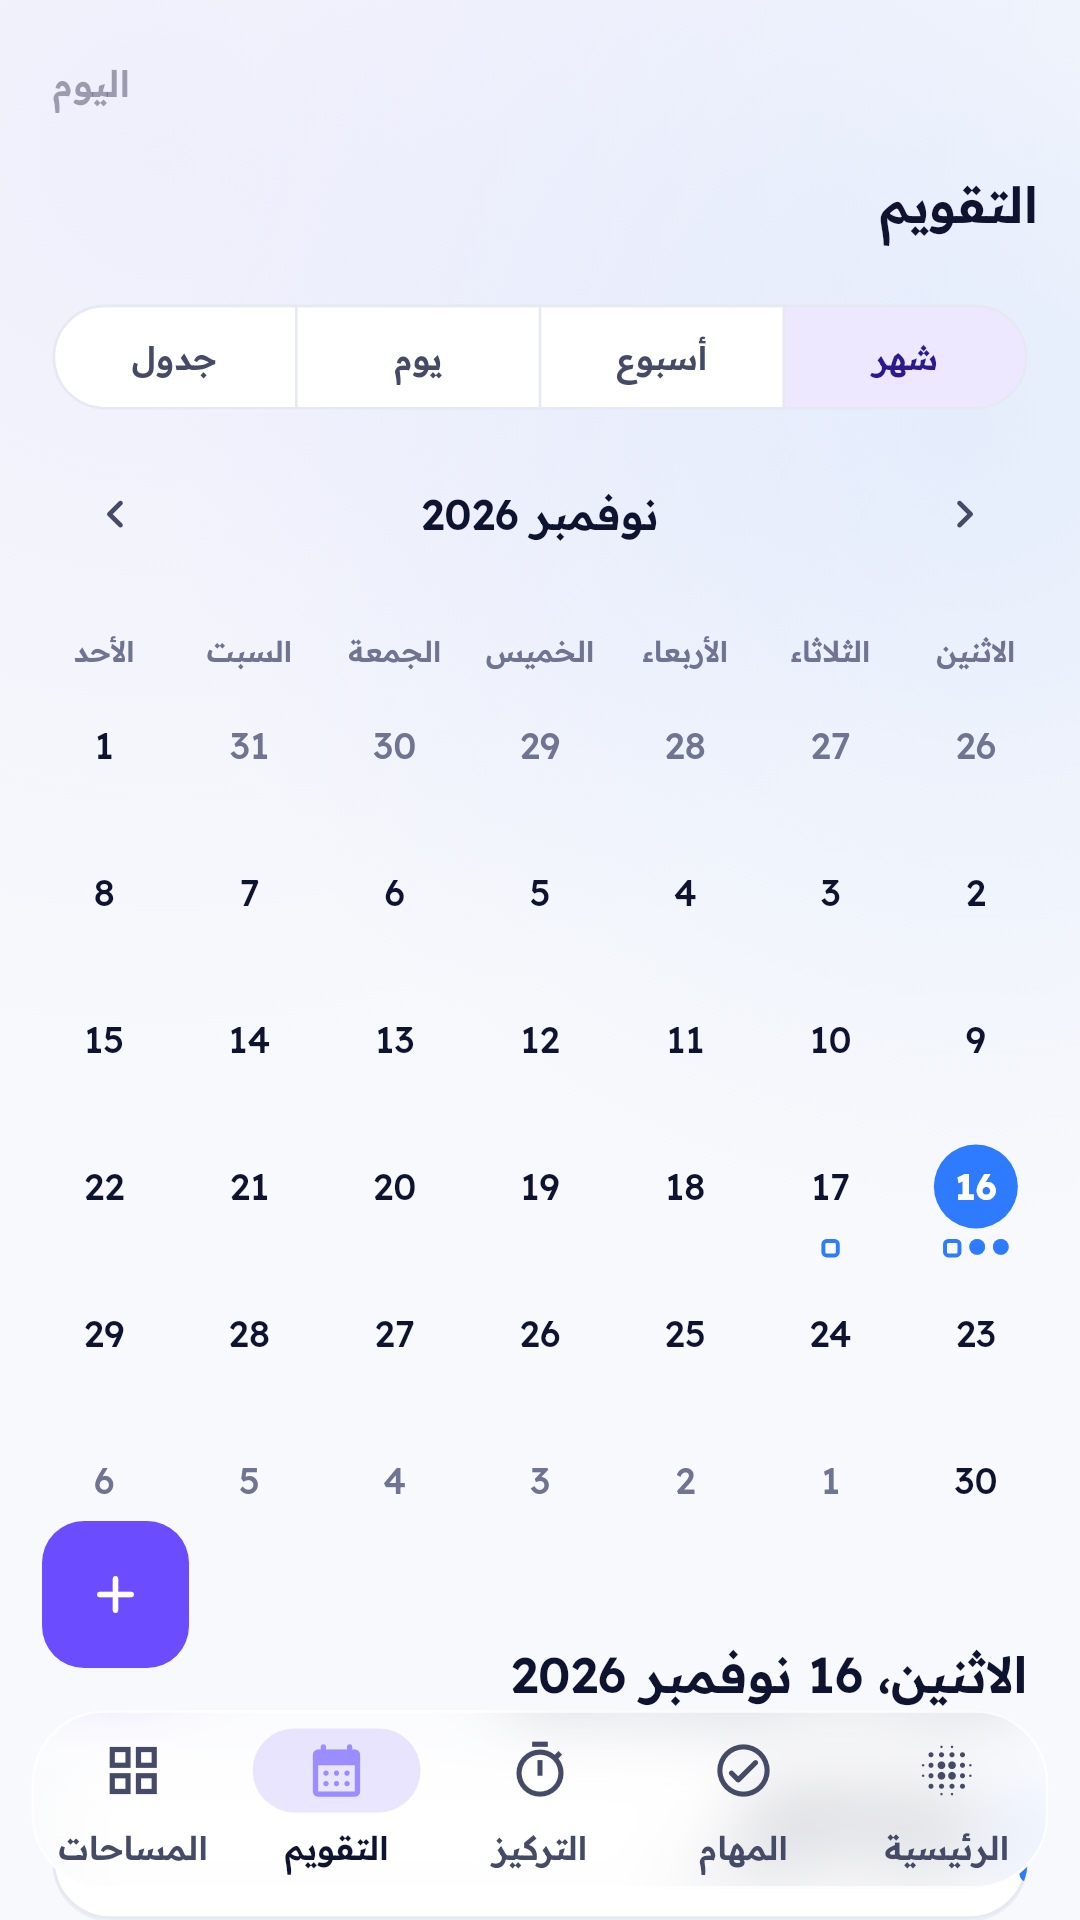 اليوم
التقويم
شهر أسبوع يوم جدول
نوفمبر 2026
الاثنين الثلاثاء الأربعاء الخميس الجمعة السبت الأحد
26 27 28 29 30 31 1
2 3 4 5 6 7 8
9 10 11 12 13 14 15
16 17 18 19 20 21 22
23 24 25 26 27 28 29
30 1 2 3 4 5 6
الاثنين، 16 نوفمبر 2026
الرئيسية المهام التركيز التقويم المساحات